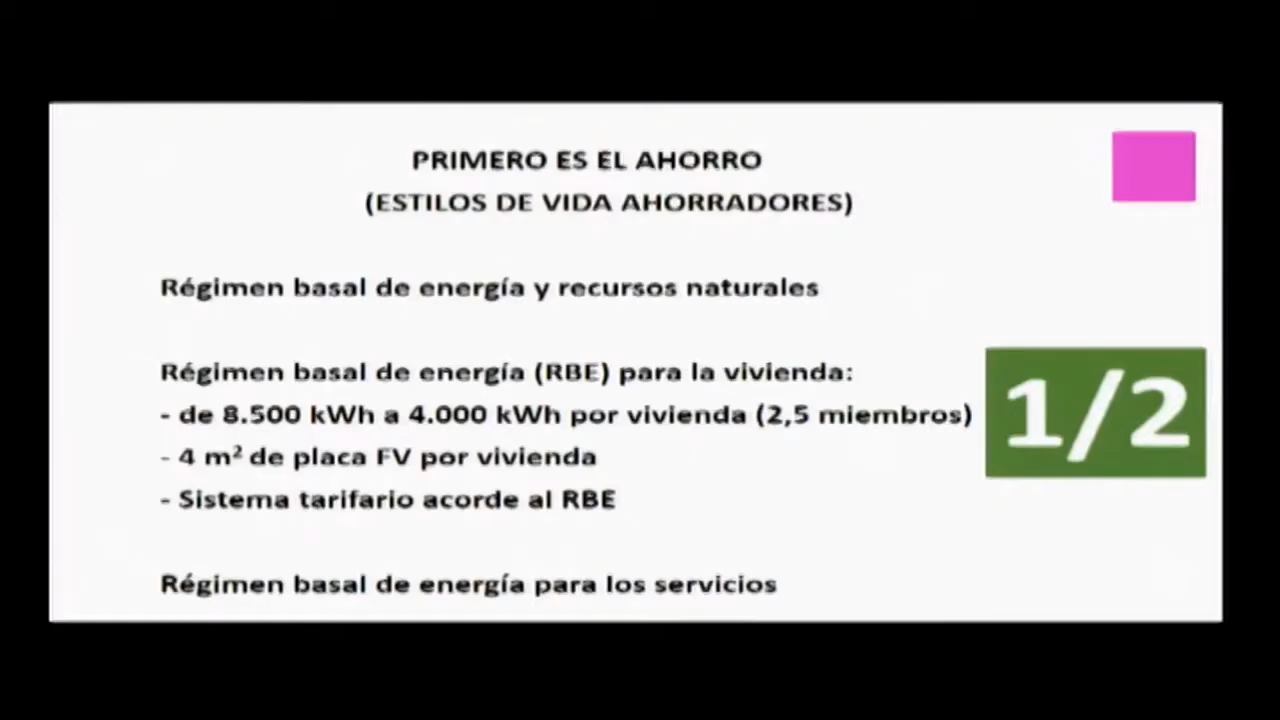 PRIMERO ES EL AHORRO
(ESTILOS DE VIDA AHORRADORES)
Régimen basal de energía y recursos naturales
Régimen basal de energía (RBE) para la vivienda:
- de 8.500 kWh a 4.000 kWh por vivienda (2,5 miembros)
1/2
- 4 m² de placa FV por vivienda
- Sistema tarifario acorde al RBE
Régimen basal de energía para los servicios